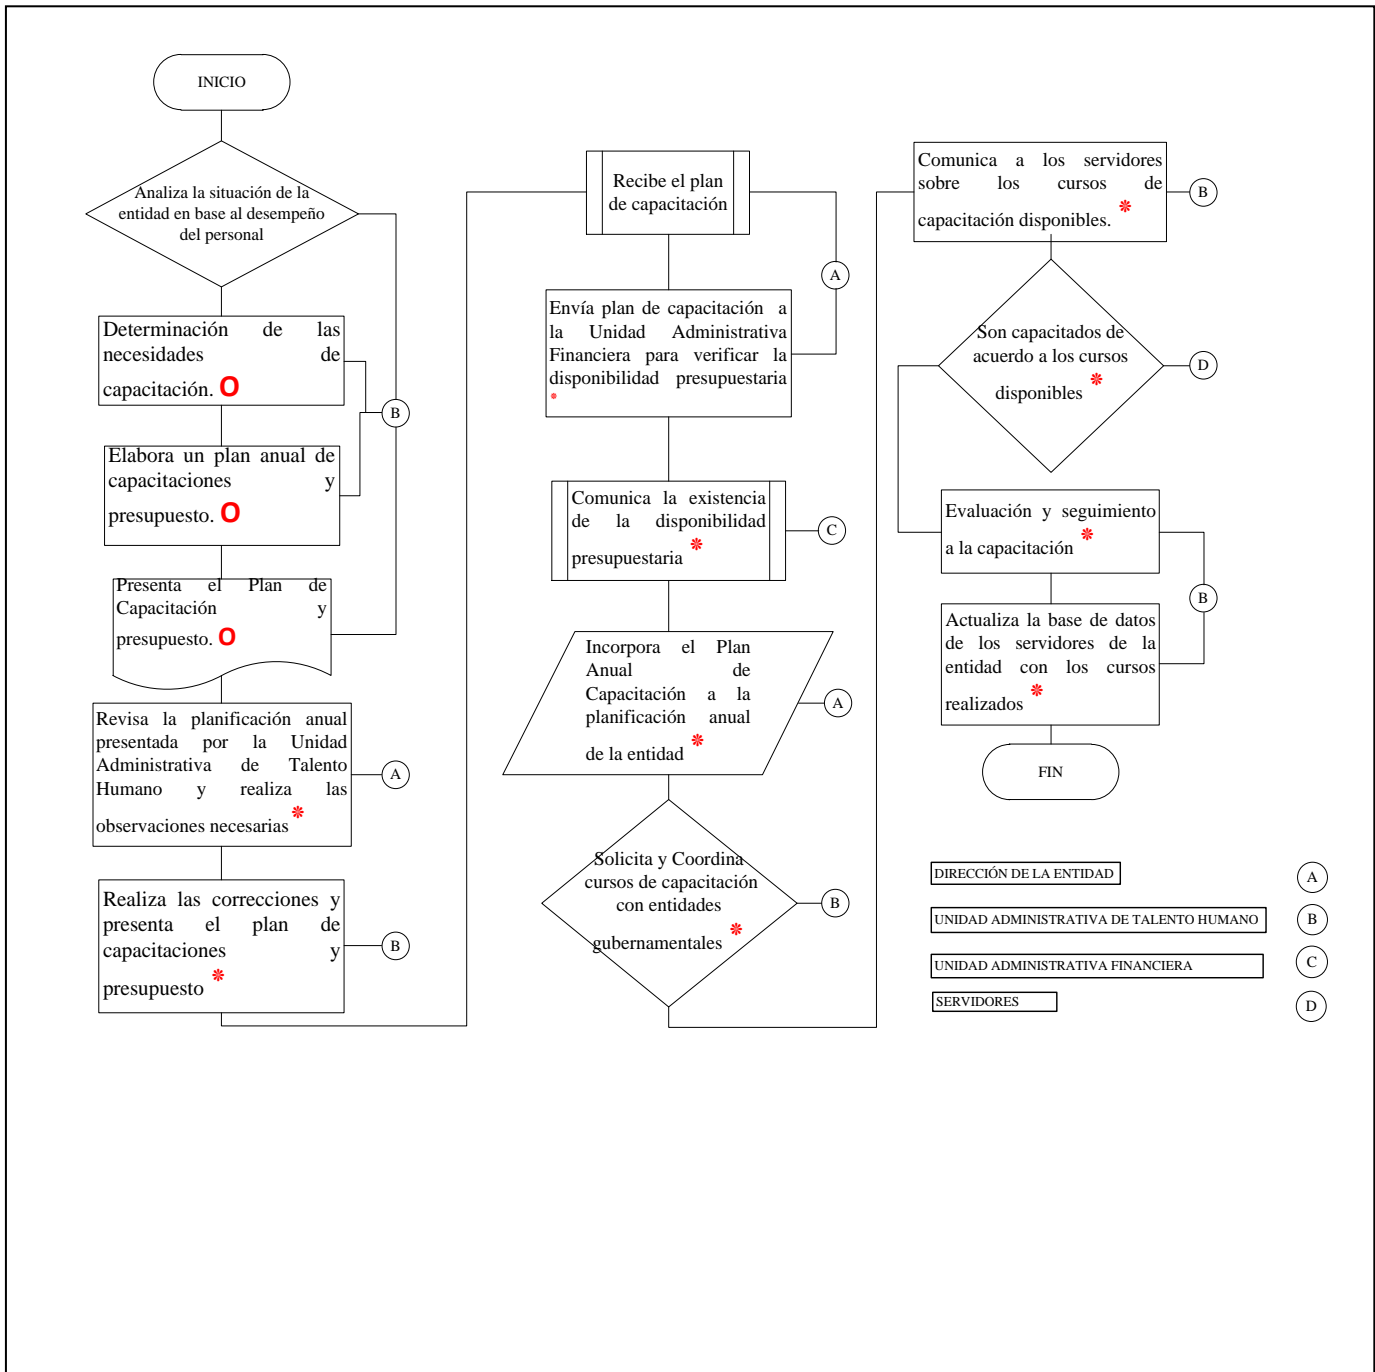 INICIO
Analiza la situación de la
entidad en base al desempeño
del personal
Determinación de las
necesidades de
capacitación. O
B
Elabora un plan anual de
capacitaciones y
presupuesto. O
Presenta el Plan de
Capacitación y
presupuesto. O
Revisa la planificación anual
presentada por la Unidad
Administrativa de Talento
Humano y realiza las
observaciones necesarias *
A
Realiza las correcciones y
presenta el plan de
capacitaciones y
presupuesto *
B
Recibe el plan
de capacitación
A
Envía plan de capacitación a
la Unidad Administrativa
Financiera para verificar la
disponibilidad presupuestaria
*
Comunica la existencia
de la disponibilidad
presupuestaria *
C
Incorpora el Plan
Anual de
Capacitación a la
planificación anual
de la entidad *
A
Solicita y Coordina
cursos de capacitación
con entidades
gubernamentales *
B
Comunica a los servidores
sobre los cursos de
capacitación disponibles. *
B
Son capacitados de
acuerdo a los cursos
disponibles *
D
Evaluación y seguimiento
a la capacitación *
B
Actualiza la base de datos
de los servidores de la
entidad con los cursos
realizados *
FIN
DIRECCIÓN DE LA ENTIDAD A
UNIDAD ADMINISTRATIVA DE TALENTO HUMANO B
UNIDAD ADMINISTRATIVA FINANCIERA C
SERVIDORES D